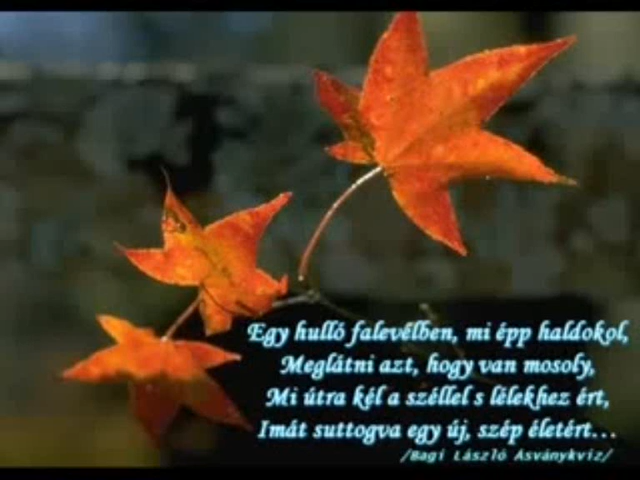 Egy hulló falevélben, mi épp haldokol,
Meglátni azt, hogy van mosoly,
Mi útra kél a széllel s lélekhez ért,
Imát suttogva egy új, szép életért...
/Bagi László Asványkvíz/